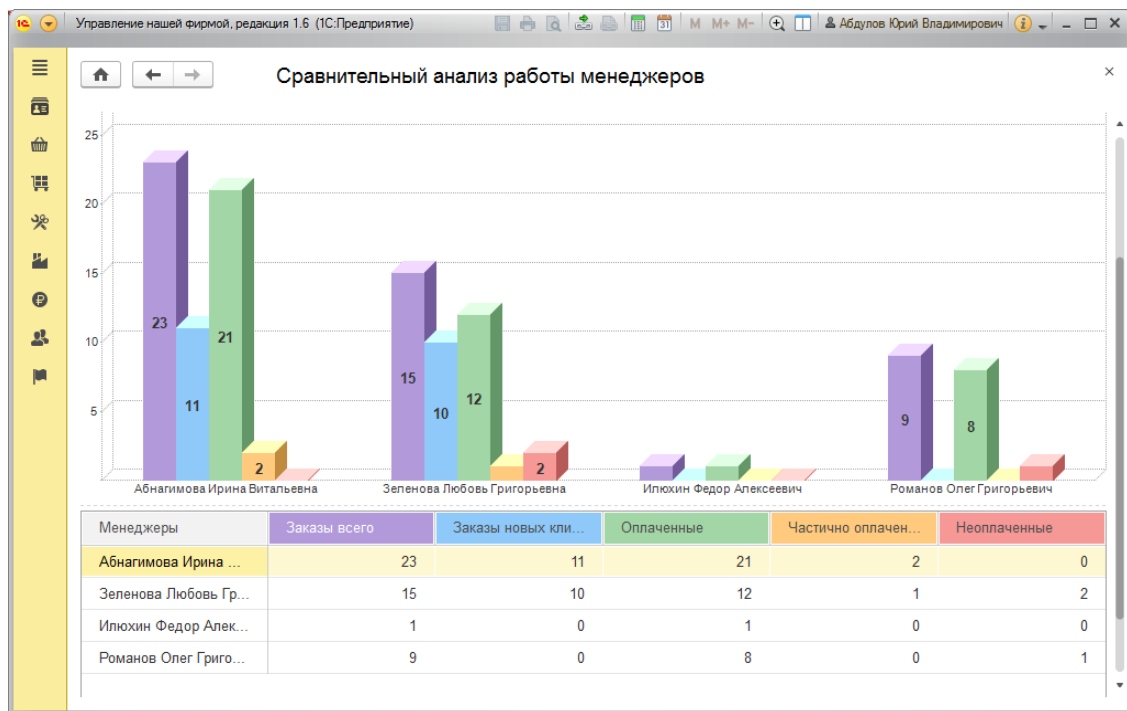 1С Управление нашей фирмой, редакция 1.6 (1С:Предприятие) 31 M M+ M- Абдулов Юрий Владимирович i
Сравнительный анализ работы менеджеров
25
20
15
10
5
23
11
21
2
15
10
12
2
9
8
Абнагимова Ирина Витальевна Зеленова Любовь Григорьевна Илюхин Федор Алексеевич Романов Олег Григорьевич
Менеджеры Заказы всего Заказы новых кли... Оплаченные Частично оплачен... Неоплаченные
Абнагимова Ирина ... 23 11 21 2 0
Зеленова Любовь Гр... 15 10 12 1 2
Илюхин Федор Алек... 1 0 1 0 0
Романов Олег Григо... 9 0 8 0 1